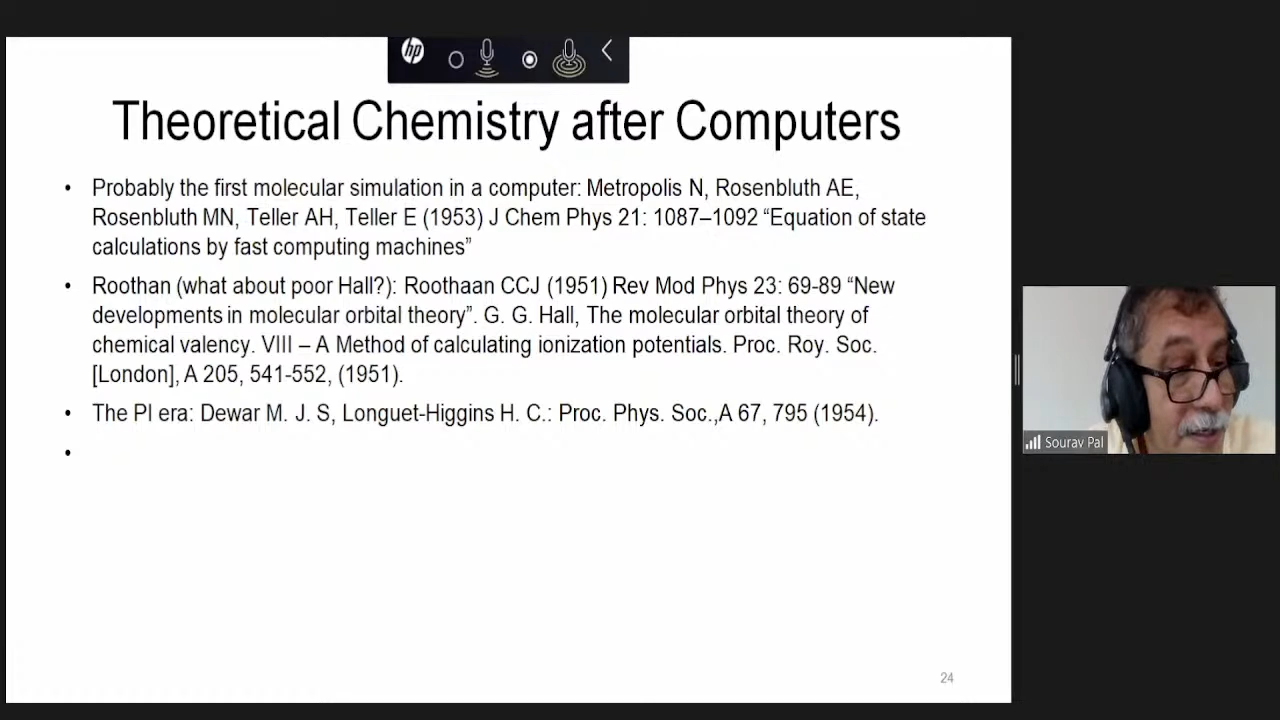 hp
Theoretical Chemistry after Computers
• Probably the first molecular simulation in a computer: Metropolis N, Rosenbluth AE,
Rosenbluth MN, Teller AH, Teller E (1953) J Chem Phys 21: 1087–1092 “Equation of state
calculations by fast computing machines”
• Roothan (what about poor Hall?): Roothaan CCJ (1951) Rev Mod Phys 23: 69-89 “New
developments in molecular orbital theory”. G. G. Hall, The molecular orbital theory of
chemical valency. VIII – A Method of calculating ionization potentials. Proc. Roy. Soc.
[London], A 205, 541-552, (1951).
• The PI era: Dewar M. J. S, Longuet-Higgins H. C.: Proc. Phys. Soc.,A 67, 795 (1954).
•
24
Sourav Pal